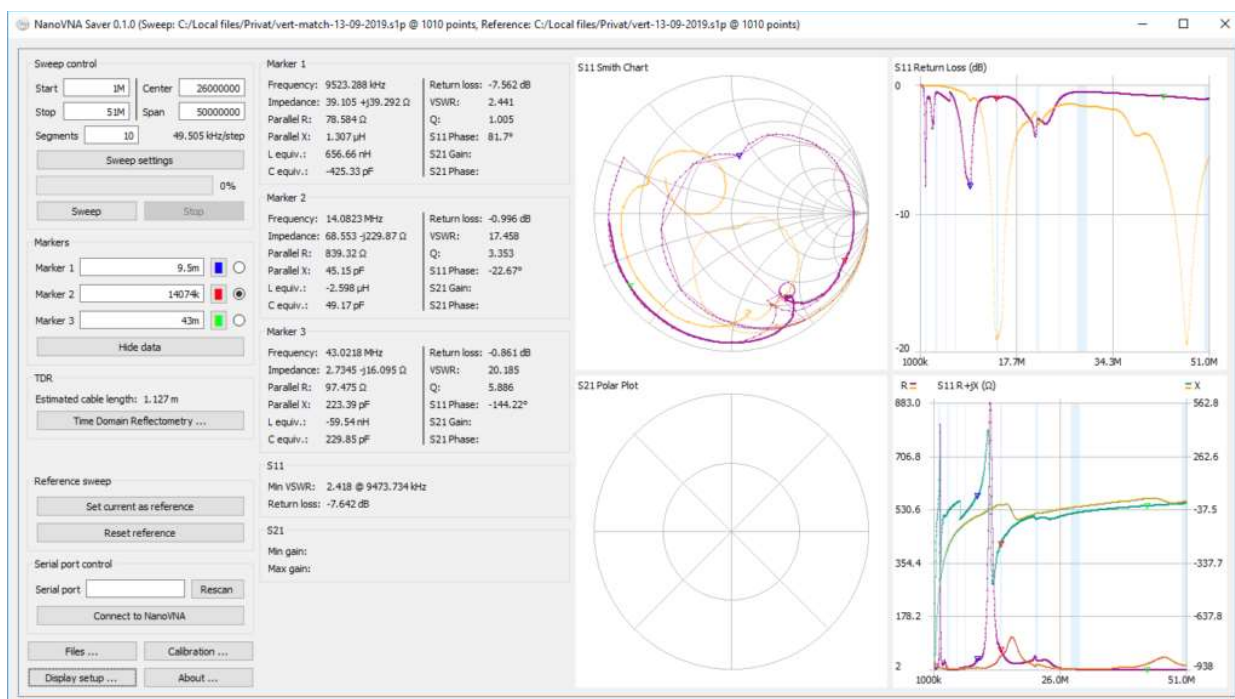 NanoVNA Saver 0.1.0 (Sweep: C:/Local files/Privat/vert-match-13-09-2019.s1p @ 1010 points, Reference: C:/Local files/Privat/vert-13-09-2019.s1p @ 1010 points)
Sweep control
Start 1M Center 26000000
Stop 51M Span 50000000
Segments 10 49.505 kHz/step
Sweep settings
0%
Sweep Stop
Markers
Marker 1 9.5m
Marker 2 14074k
Marker 3 43m
Hide data
TDR
Estimated cable length: 1.127 m
Time Domain Reflectometry ...
Reference sweep
Set current as reference
Reset reference
Serial port control
Serial port Rescan
Connect to NanoVNA
Files ... Calibration ...
Display setup ... About ...
Marker 1
Frequency: 9523.288 kHz Return loss: -7.562 dB
Impedance: 39.105 +j39.292 Ω VSWR: 2.441
Parallel R: 78.584 Ω Q: 1.005
Parallel X: 1.307 µH S11 Phase: 81.7°
L equiv.: 656.66 nH S21 Gain:
C equiv.: -425.33 pF S21 Phase:
Marker 2
Frequency: 14.0823 MHz Return loss: -0.996 dB
Impedance: 68.553 -j229.87 Ω VSWR: 17.458
Parallel R: 839.32 Ω Q: 3.353
Parallel X: 45.15 pF S11 Phase: -22.67°
L equiv.: -2.598 µH S21 Gain:
C equiv.: 49.17 pF S21 Phase:
Marker 3
Frequency: 43.0218 MHz Return loss: -0.861 dB
Impedance: 2.7345 -j16.095 Ω VSWR: 20.185
Parallel R: 97.475 Ω Q: 5.886
Parallel X: 223.39 pF S11 Phase: -144.22°
L equiv.: -59.54 nH S21 Gain:
C equiv.: 229.85 pF S21 Phase:
S11
Min VSWR: 2.418 @ 9473.734 kHz
Return loss: -7.642 dB
S21
Min gain:
Max gain:
S11 Smith Chart
S11 Return Loss (dB)
0
-10
-20
1000k 17.7M 34.3M 51.0M
S21 Polar Plot
R S11 R+jX (Ω) X
883.0 562.8
706.8 262.6
530.6 -37.5
354.4 -337.7
178.2 -637.8
2 -938
1000k 26.0M 51.0M